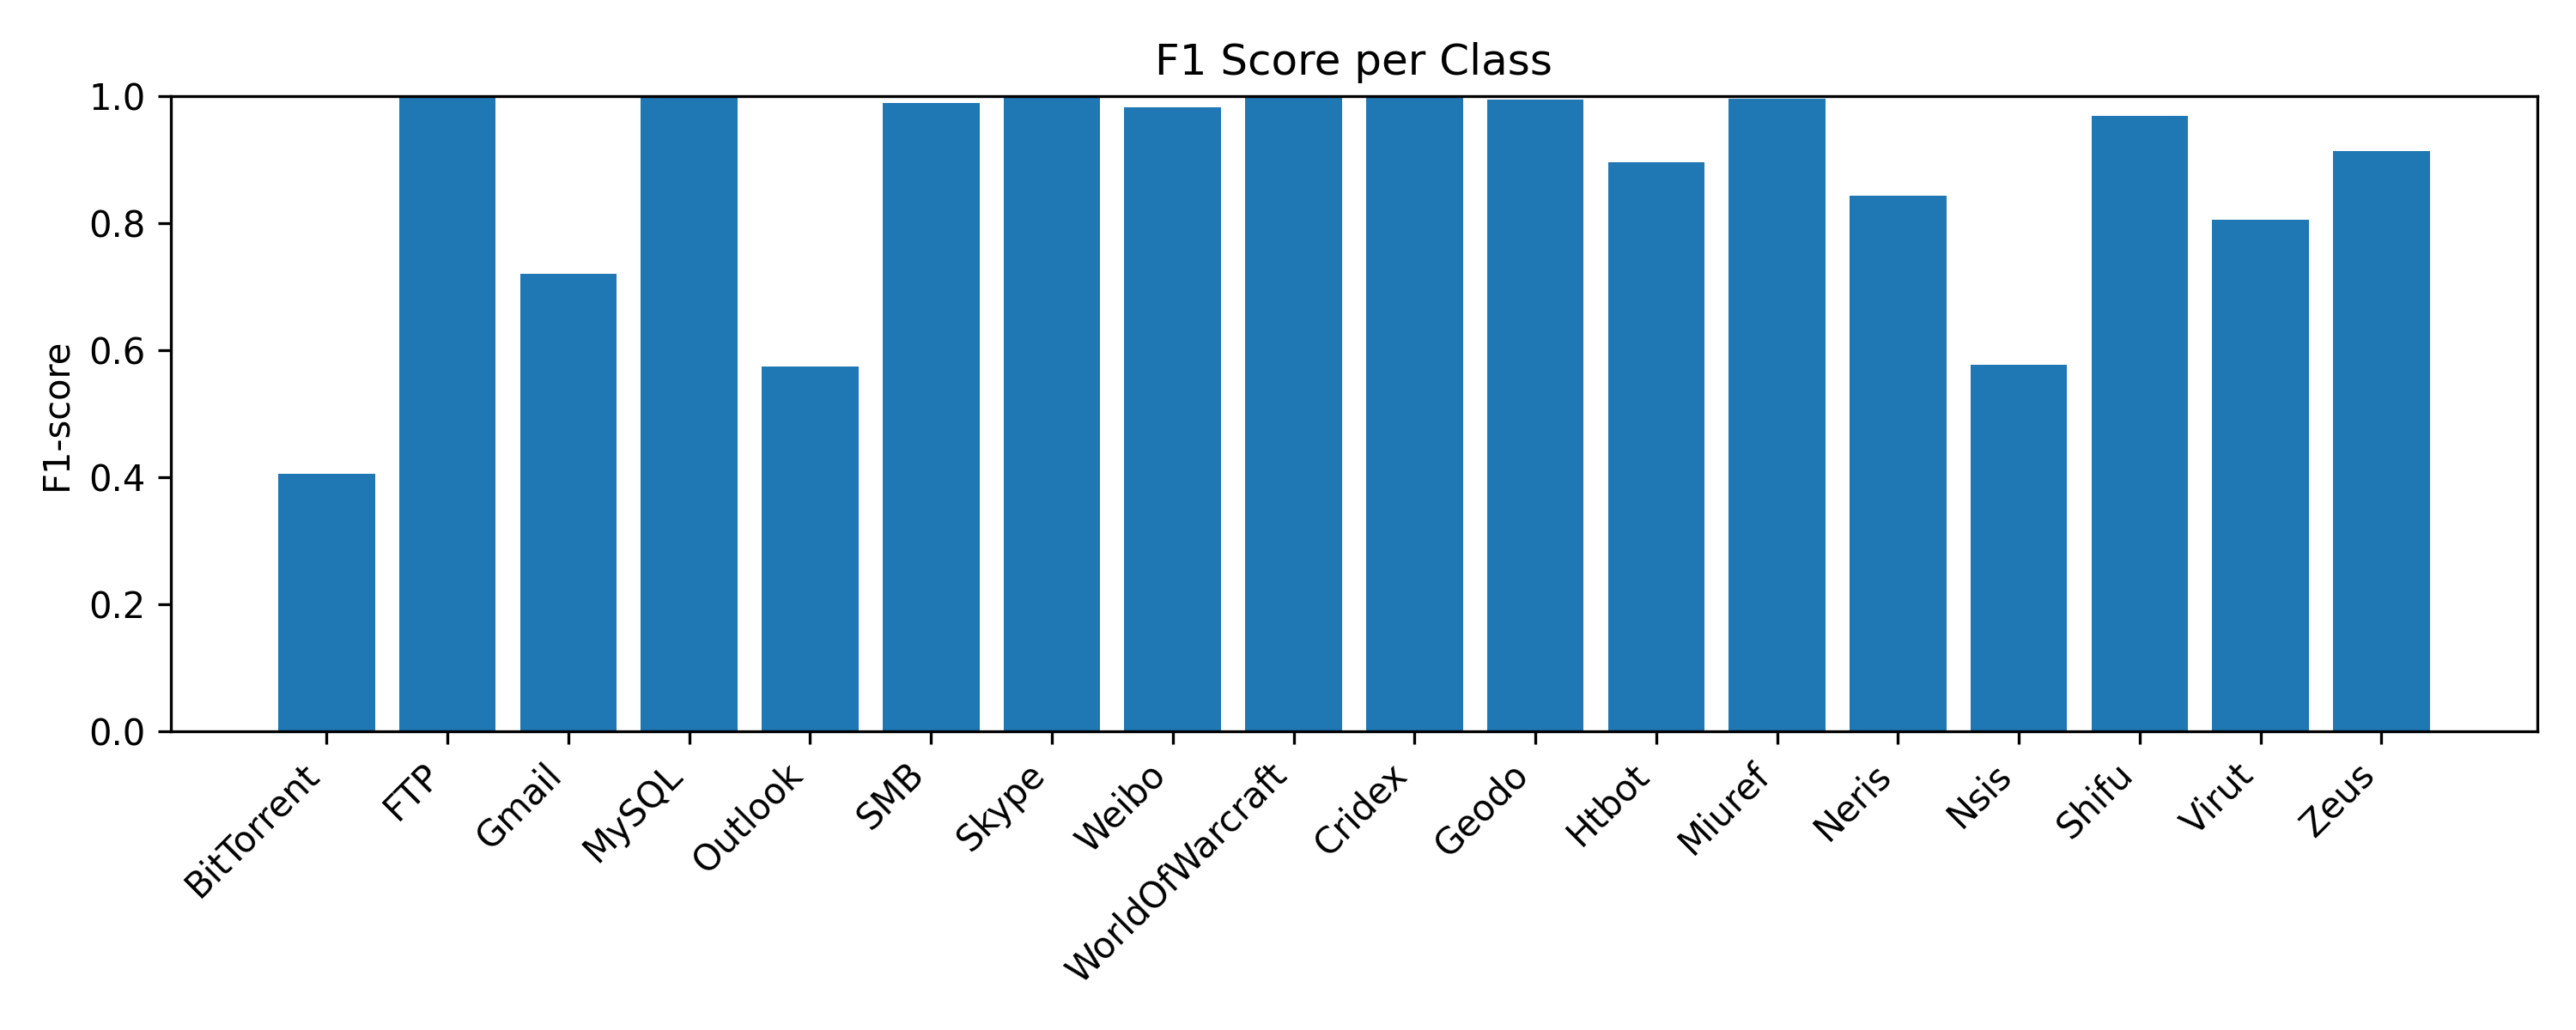 F1 Score per Class
F1-score
1.0
0.8
0.6
0.4
0.2
0.0
BitTorrent
FTP
Gmail
MySQL
Outlook
SMB
Skype
Weibo
WorldOfWarcraft
Cridex
Geodo
Htbot
Miuref
Neris
Nsis
Shifu
Virut
Zeus